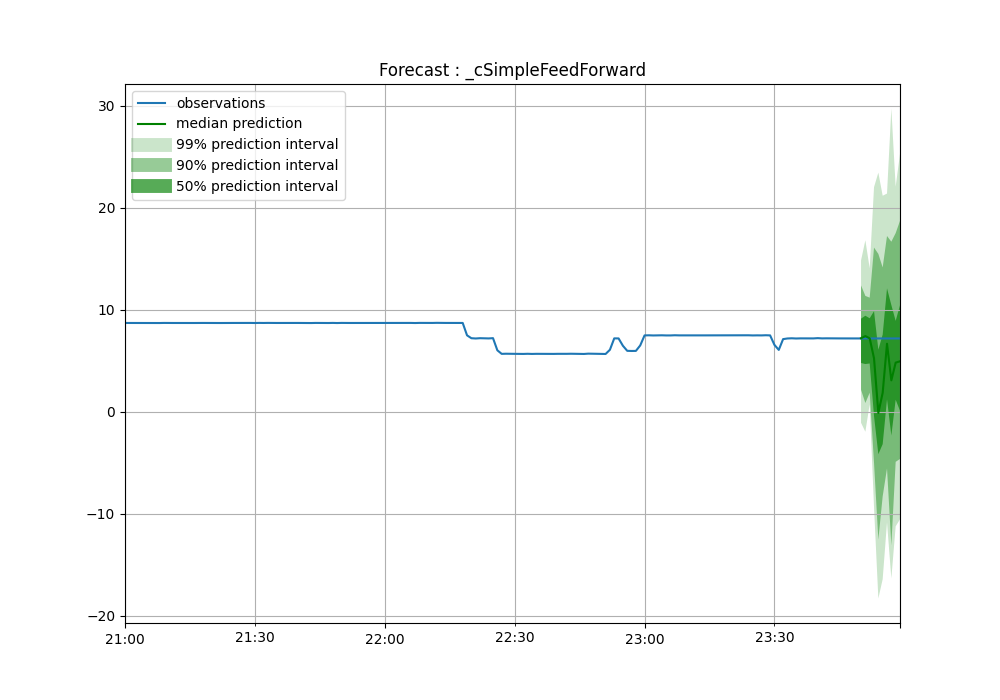 Forecast : _cSimpleFeedForward
observations
median prediction
99% prediction interval
90% prediction interval
50% prediction interval
30
20
10
0
−10
−20
21:00
21:30
22:00
22:30
23:00
23:30